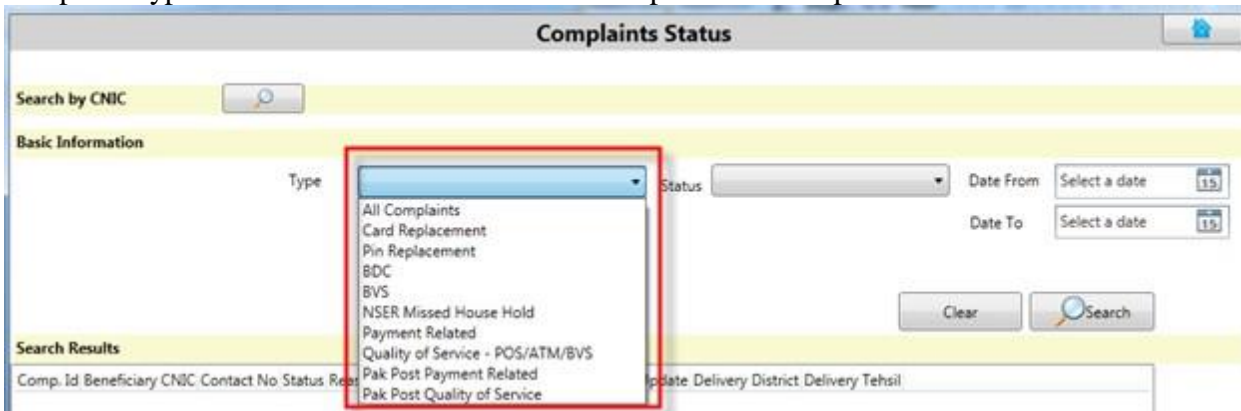 Complaints Status
Search by CNIC
Basic Information
Type
Status
Date From Select a date 15
Date To Select a date 15
All Complaints
Card Replacement
Pin Replacement
BDC
BVS
NSER Missed House Hold
Payment Related
Quality of Service - POS/ATM/BVS
Pak Post Payment Related
Pak Post Quality of Service
Clear Search
Search Results
Comp. Id Beneficiary CNIC Contact No Status Delivery District Delivery Tehsil